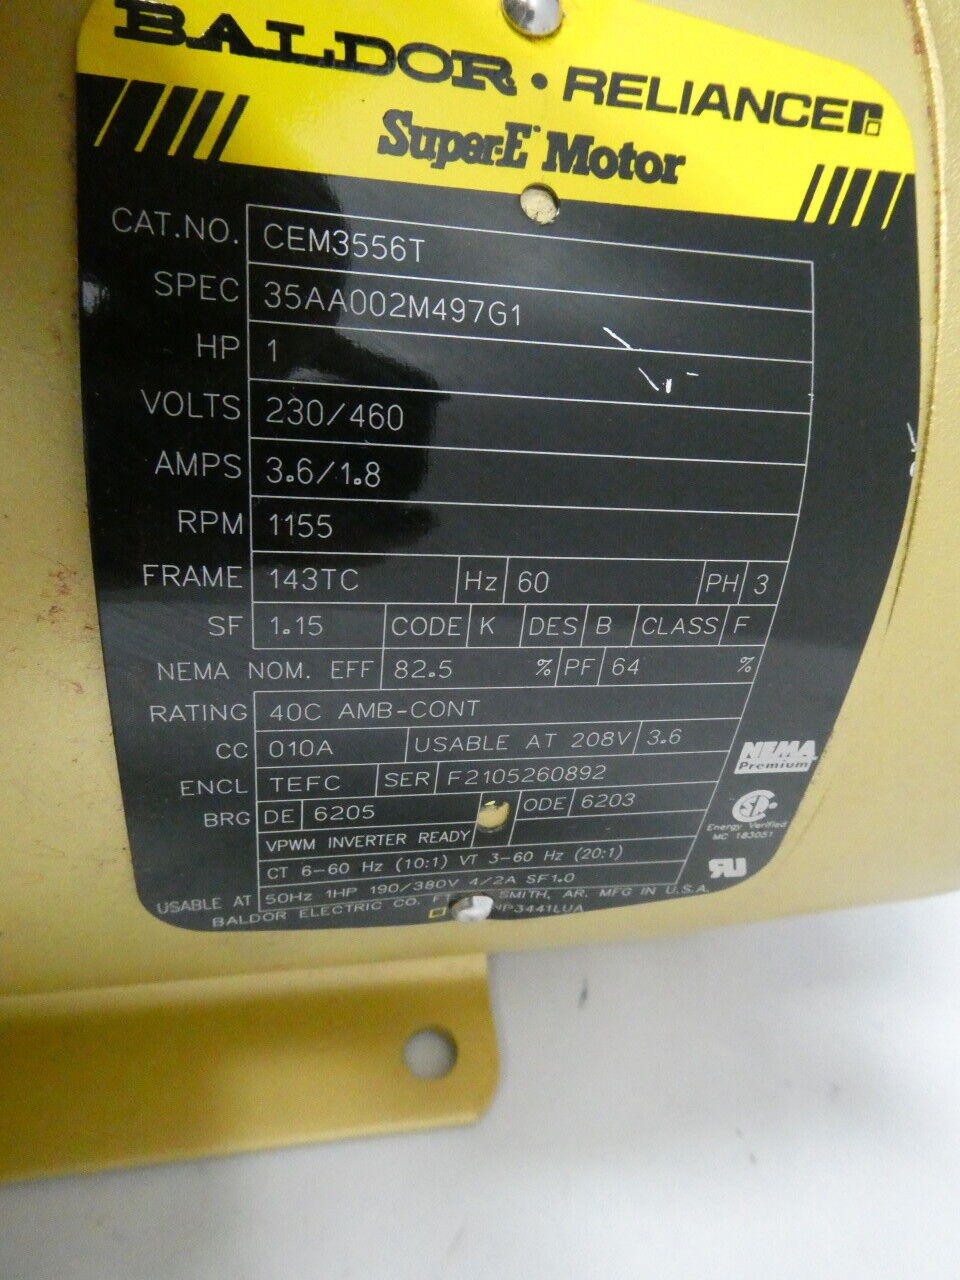 BALDOR • RELIANCE
Super-E Motor
CAT.NO. CEM3556T
SPEC 35AA002M497G1
HP 1
VOLTS 230/460
AMPS 3.6/1.8
RPM 1155
FRAME 143TC Hz 60 PH 3
SF 1.15 CODE K DES B CLASS F
NEMA NOM. EFF 82.5 % PF 64 %
RATING 40C AMB-CONT
CC 010A USABLE AT 208V 3.6
NEMA
Premium
ENCL TEFC SER F2105260892
BRG DE 6205 ODE 6203
Energy Verified
MC 183051
VPWM INVERTER READY
CT 6-60 Hz (10:1) VT 3-60 Hz (20:1)
USABLE AT 50Hz 1HP 190/380V 4/2A SF1.0
BALDOR ELECTRIC CO. SMITH, AR. MFG IN U.S.A.
NP3441LUA